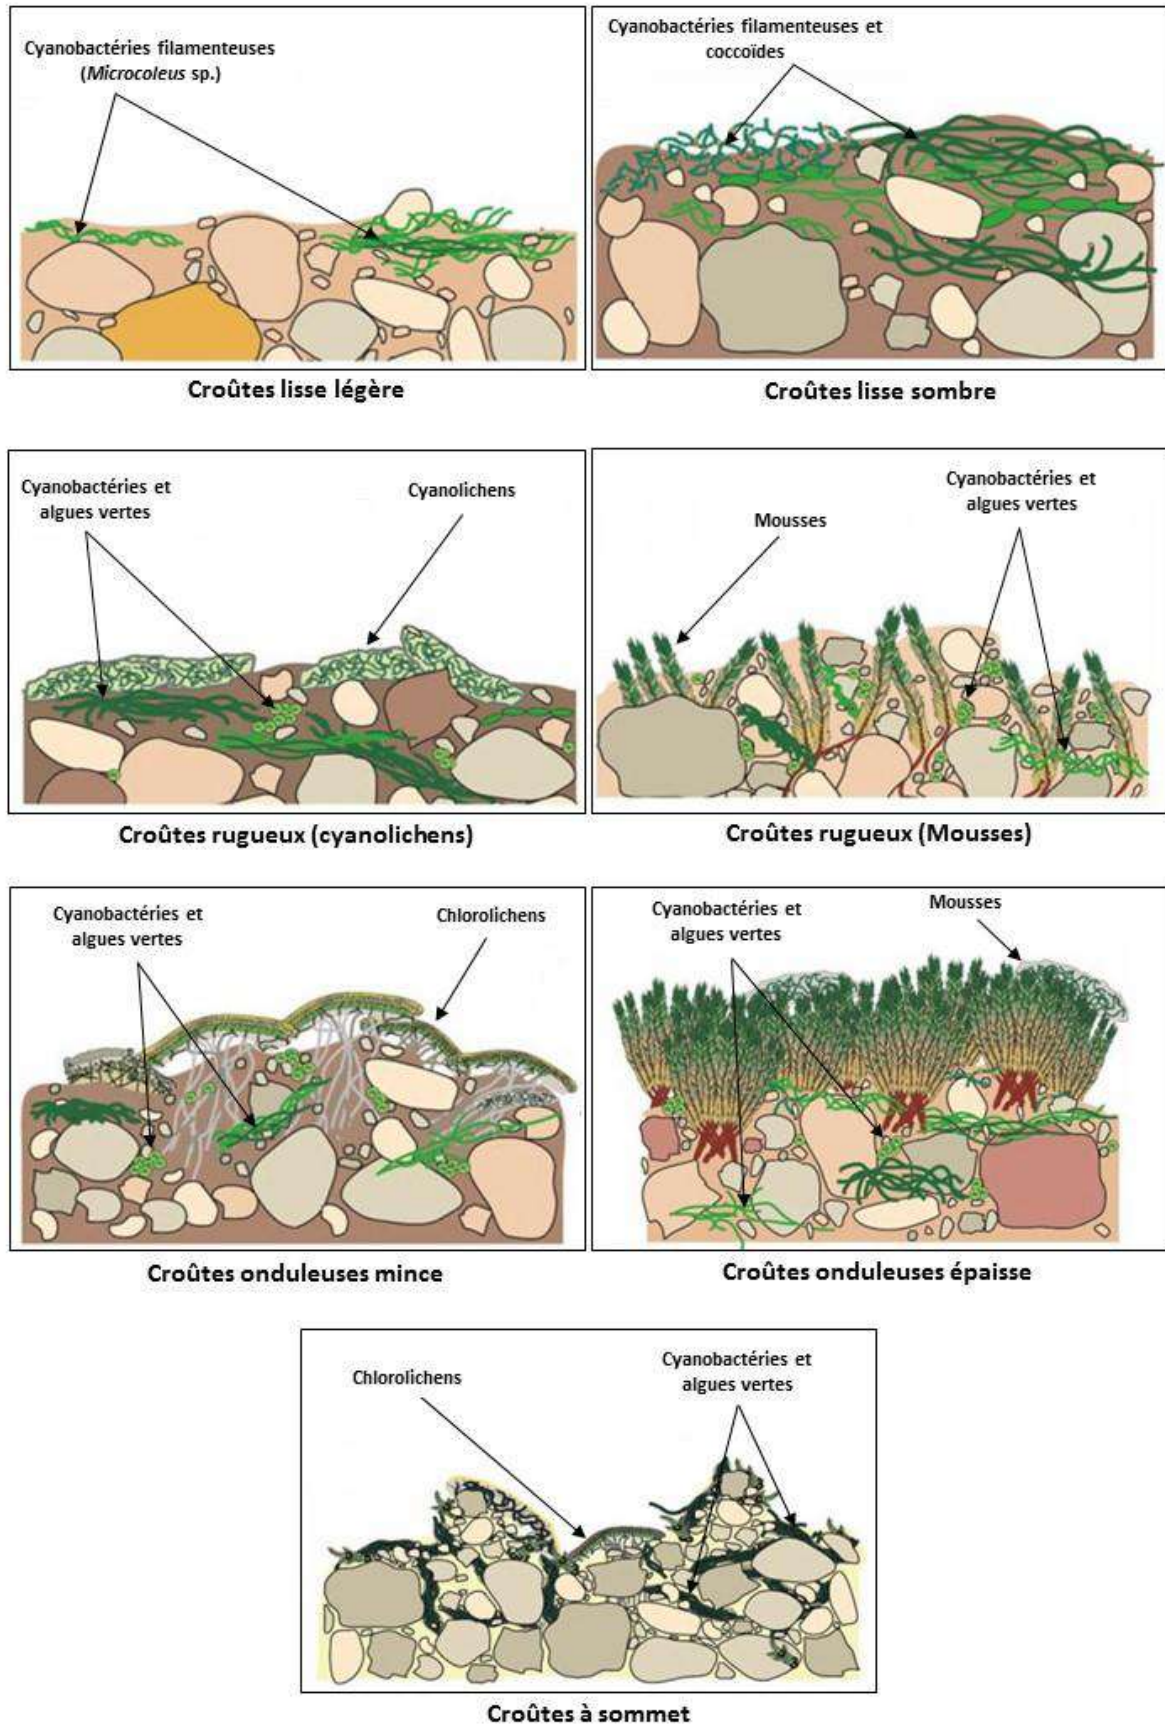 Cyanobactéries filamenteuses
(Microcoleus sp.)
Croûtes lisse légère
Cyanobactéries filamenteuses et
coccoïdes
Croûtes lisse sombre
Cyanobactéries et
algues vertes
Cyanolichens
Croûtes rugueux (cyanolichens)
Mousses
Cyanobactéries et
algues vertes
Croûtes rugueux (Mousses)
Cyanobactéries et
algues vertes
Chlorolichens
Croûtes onduleuses mince
Cyanobactéries et
algues vertes
Mousses
Croûtes onduleuses épaisse
Chlorolichens
Cyanobactéries et
algues vertes
Croûtes à sommet